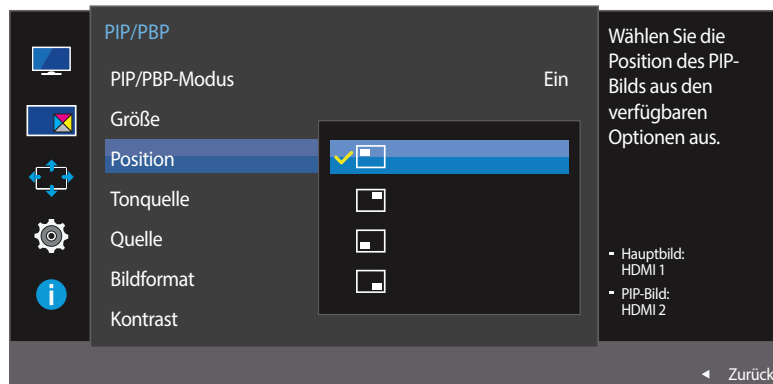 PIP/PBP
PIP/PBP-Modus Ein
Größe
Position
Tonquelle
Quelle
Bildformat
Kontrast
Wählen Sie die
Position des PIP-
Bilds aus den
verfügbaren
Optionen aus.
- Hauptbild:
HDMI 1
- PIP-Bild:
HDMI 2
Zurück